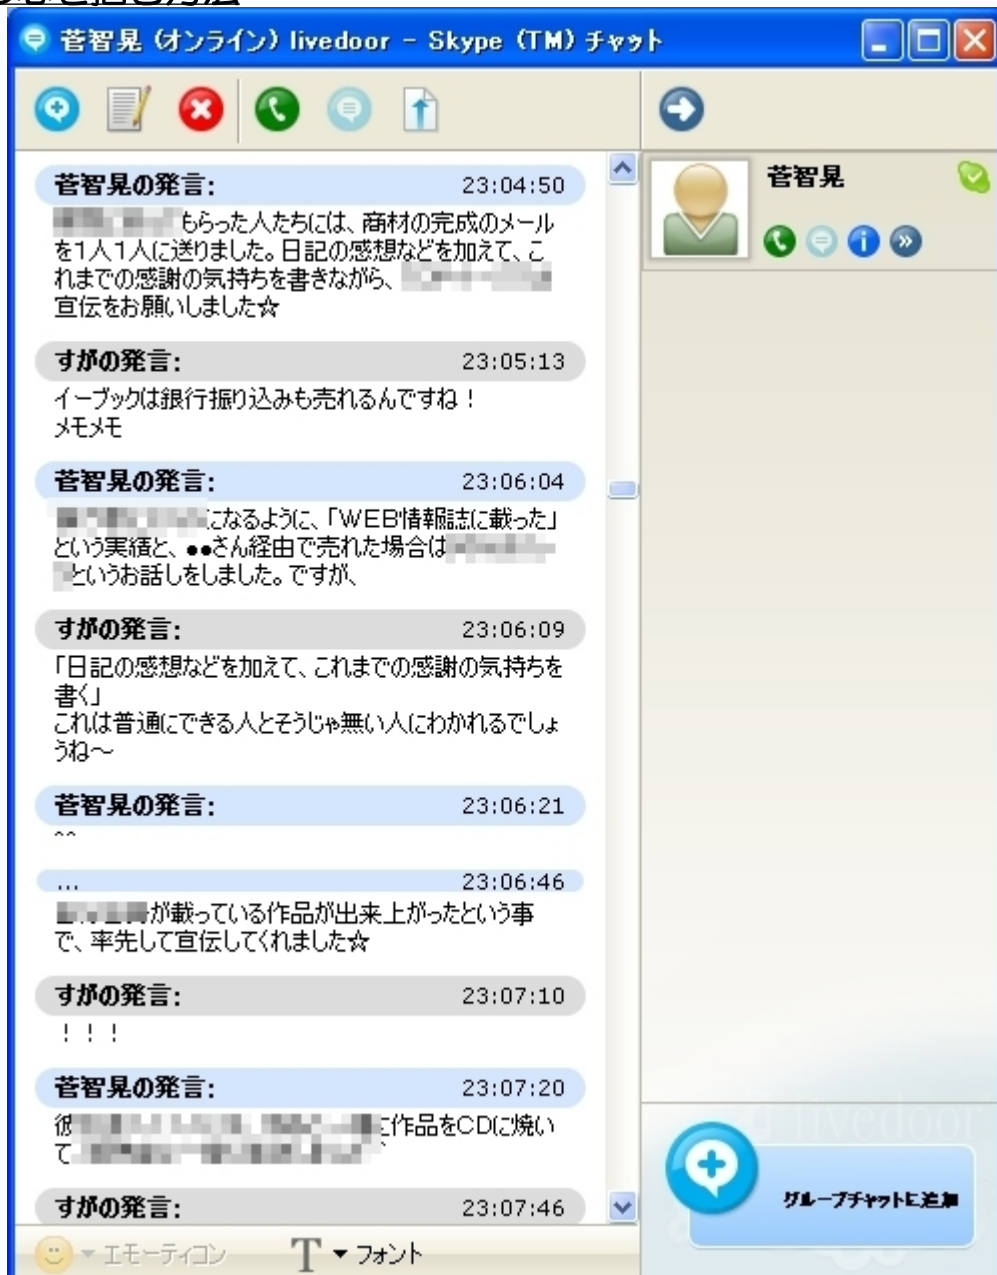 菅智晃 (オンライン) livedoor - Skype (TM) チャット
菅智晃の発言: 23:04:50
もらった人たちには、商材の完成のメール
を1人1人に送りました。日記の感想などを加えて、こ
れまでの感謝の気持ちを書きながら、
宣伝をお願いしました☆
すがの発言: 23:05:13
イーブックは銀行振り込みも売れるんですね!
メモメモ
菅智晃の発言: 23:06:04
になるように、「WEB情報誌に載った」
という実績と、●●さん経由で売れた場合は
というお話しをしました。ですが、
すがの発言: 23:06:09
「日記の感想などを加えて、これまでの感謝の気持ちを
書く」
これは普通にできる人とそうじゃ無い人にわかれるでしょ
うね〜
菅智晃の発言: 23:06:21
^^
... 23:06:46
が載っている作品が出来上がったという事
で、率先して宣伝してくれました☆
すがの発言: 23:07:10
!!!
菅智晃の発言: 23:07:20
彼
に作品をCDに焼い
て
すがの発言: 23:07:46
エモーティコン
フォント
菅智晃
livedoor
グループチャットに追加